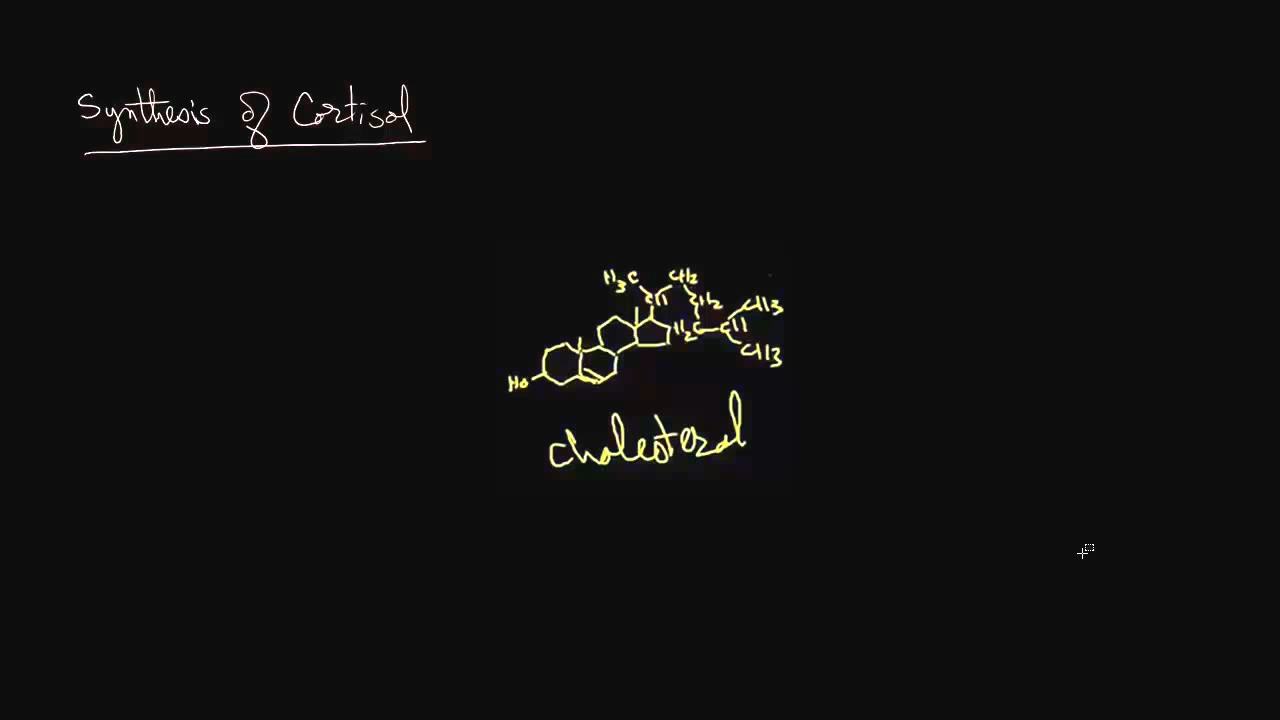 Synthesis of Cortisol
H3C CH2
CH CH2 CH3
H2C CH
CH3
HO
cholesterol